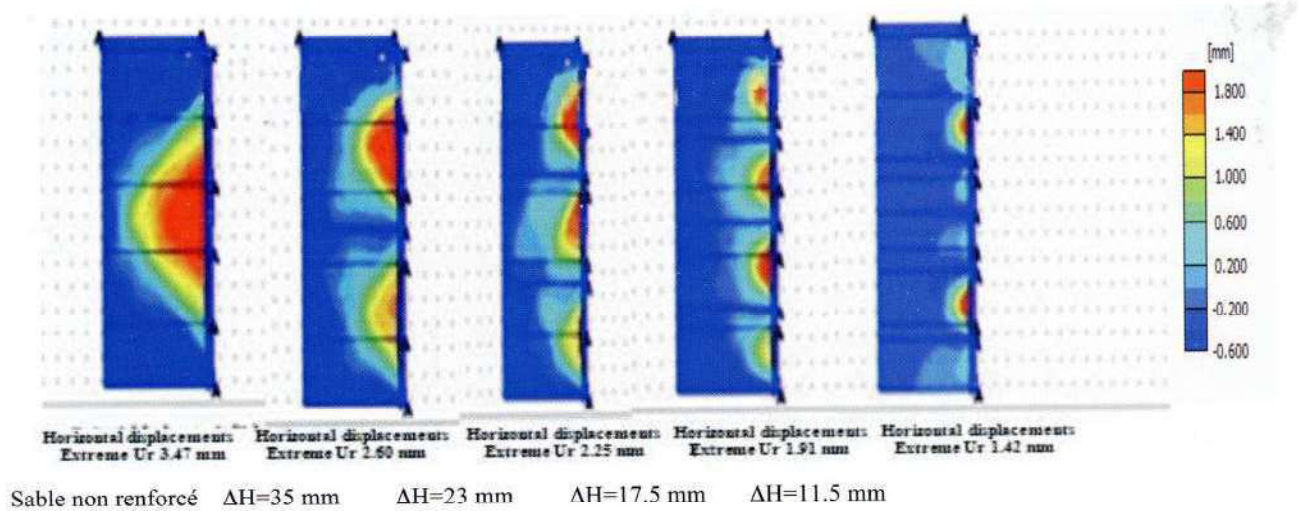 [mm]
1.800
1.400
1.000
0.600
0.200
-0.200
-0.600
Horizontal displacements
Extreme Ur 3.47 mm
Horizontal displacements
Extreme Ur 2.60 mm
Horizontal displacements
Extreme Ur 2.25 mm
Horizontal displacements
Extreme Ur 1.91 mm
Horizontal displacements
Extreme Ur 1.42 mm
Sable non renforcé ΔH=35 mm ΔH=23 mm ΔH=17.5 mm ΔH=11.5 mm